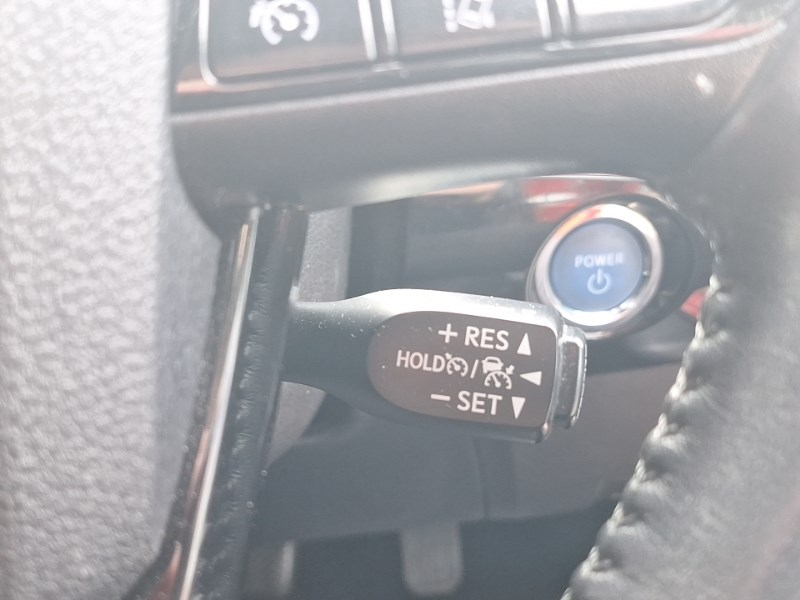 POWER
+ RES ▲
HOLD / ◄
− SET ▼